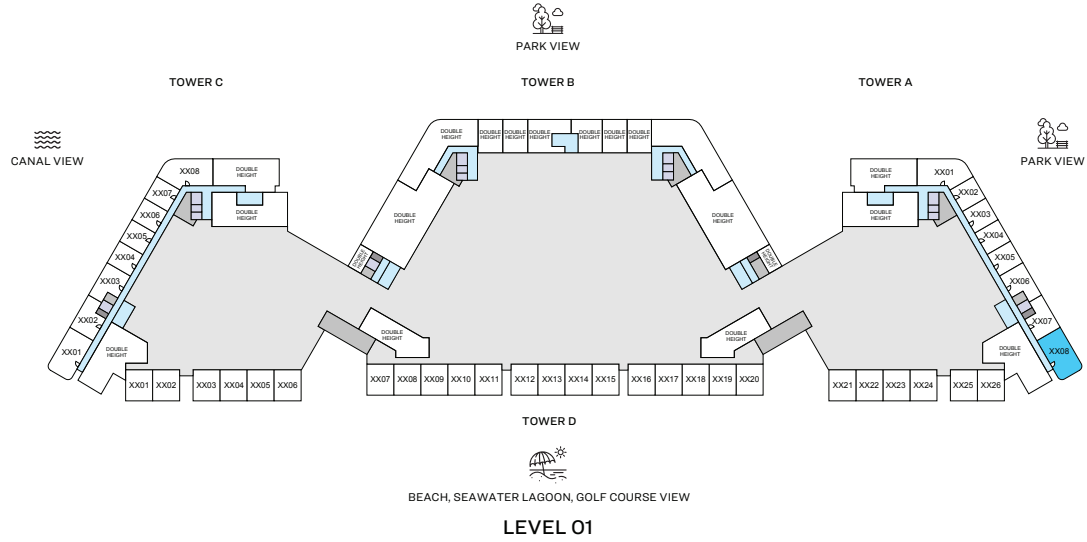 PARK VIEW
TOWER C
TOWER B
TOWER A
CANAL VIEW
PARK VIEW
DOUBLE
HEIGHT
DOUBLE
HEIGHT
DOUBLE
HEIGHT
DOUBLE
HEIGHT
DOUBLE
HEIGHT
DOUBLE
HEIGHT
DOUBLE
HEIGHT
XX08
DOUBLE
HEIGHT
DOUBLE
HEIGHT
XX01
XX07
XX02
XX06
DOUBLE
HEIGHT
DOUBLE
HEIGHT
DOUBLE
HEIGHT
DOUBLE
HEIGHT
XX03
XX05
XX04
XX04
XX05
DOUBLE
HEIGHT
DOUBLE
HEIGHT
XX03
XX06
XX02
XX07
DOUBLE
HEIGHT
DOUBLE
HEIGHT
XX01
DOUBLE
HEIGHT
DOUBLE
HEIGHT
XX08
XX01 XX02 XX03 XX04 XX05 XX06 XX07 XX08 XX09 XX10 XX11 XX12 XX13 XX14 XX15 XX16 XX17 XX18 XX19 XX20 XX21 XX22 XX23 XX24 XX25 XX26
TOWER D
BEACH, SEAWATER LAGOON, GOLF COURSE VIEW
LEVEL 01